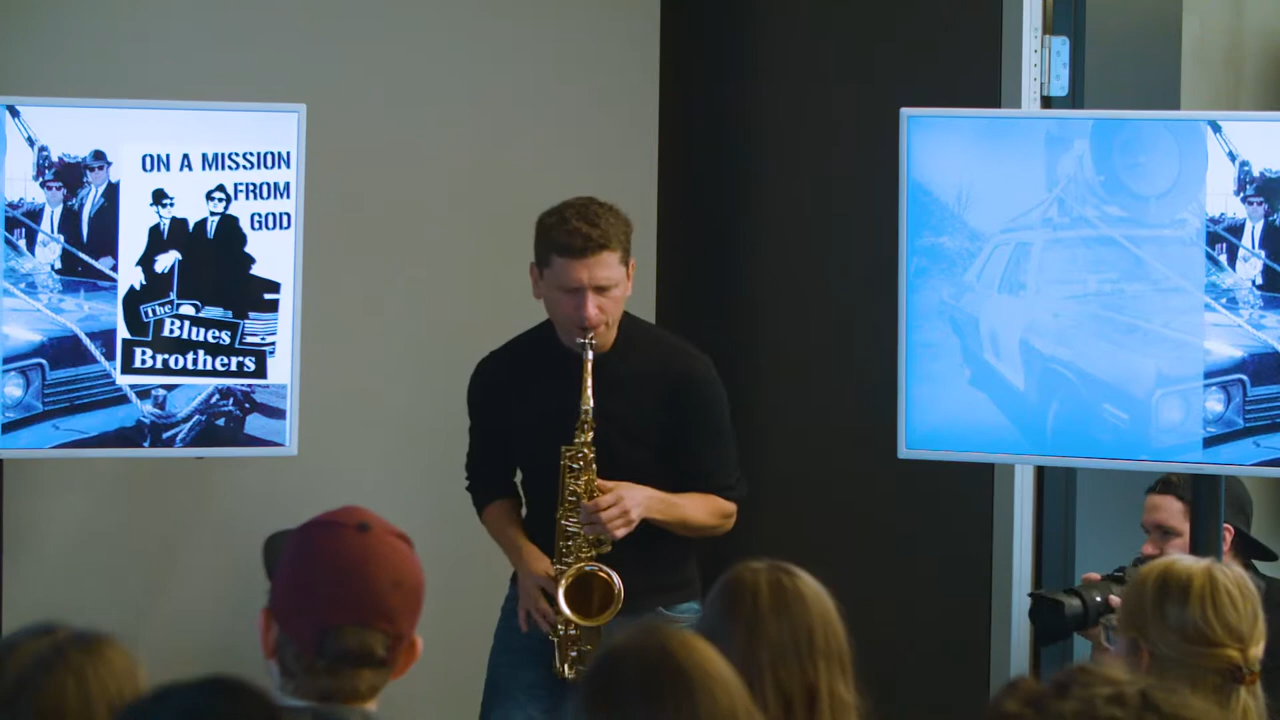 ON A MISSION
FROM
GOD
The
Blues
Brothers